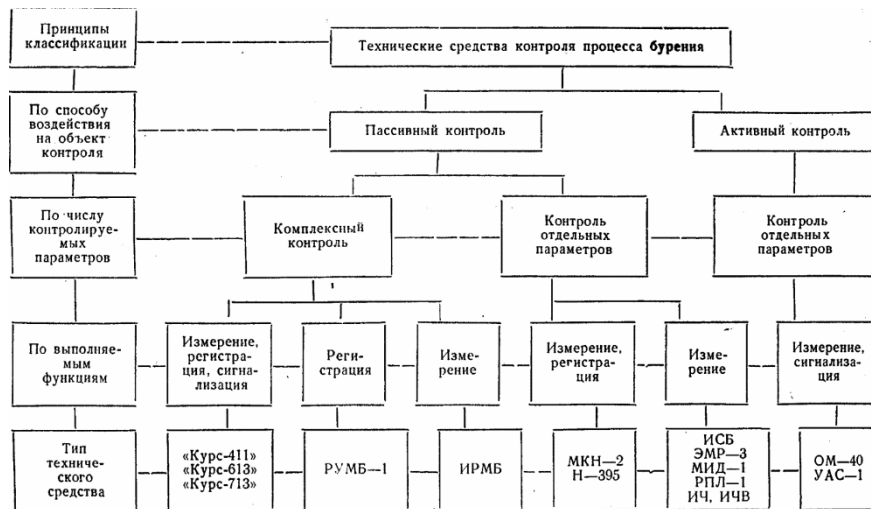 Принципы
классификации
Технические средства контроля процесса бурения
По способу
воздействия
на объект
контроля
Пассивный контроль
Активный контроль
По числу
контролируе-
мых
параметров
Комплексный
контроль
Контроль
отдельных
параметров
Контроль
отдельных
параметров
По выполняе-
мым
функциям
Измерение,
регистра-
ция, сигна-
лизация
Реги-
страция
Изме-
рение
Измерение,
регистра-
ция
Изме-
рение
Измерение,
сигнализа-
ция
Тип
технического
средства
«Курс-411»
«Курс-613»
«Курс-713»
РУМБ—1
ИРМБ
МКН—2
Н—395
ИСБ
ЭМР—3
МИД—1
РПЛ—1
ИЧ, ИЧВ
ОМ—40
УАС—1